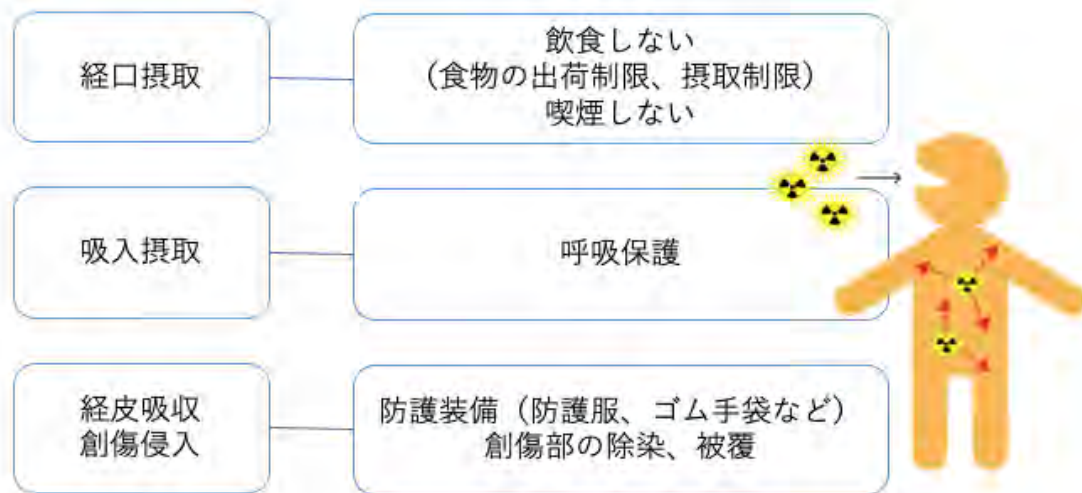 経口摂取
飲食しない
（食物の出荷制限、摂取制限）
喫煙しない
吸入摂取
呼吸保護
経皮吸収
創傷侵入
防護装備（防護服、ゴム手袋など）
創傷部の除染、被覆